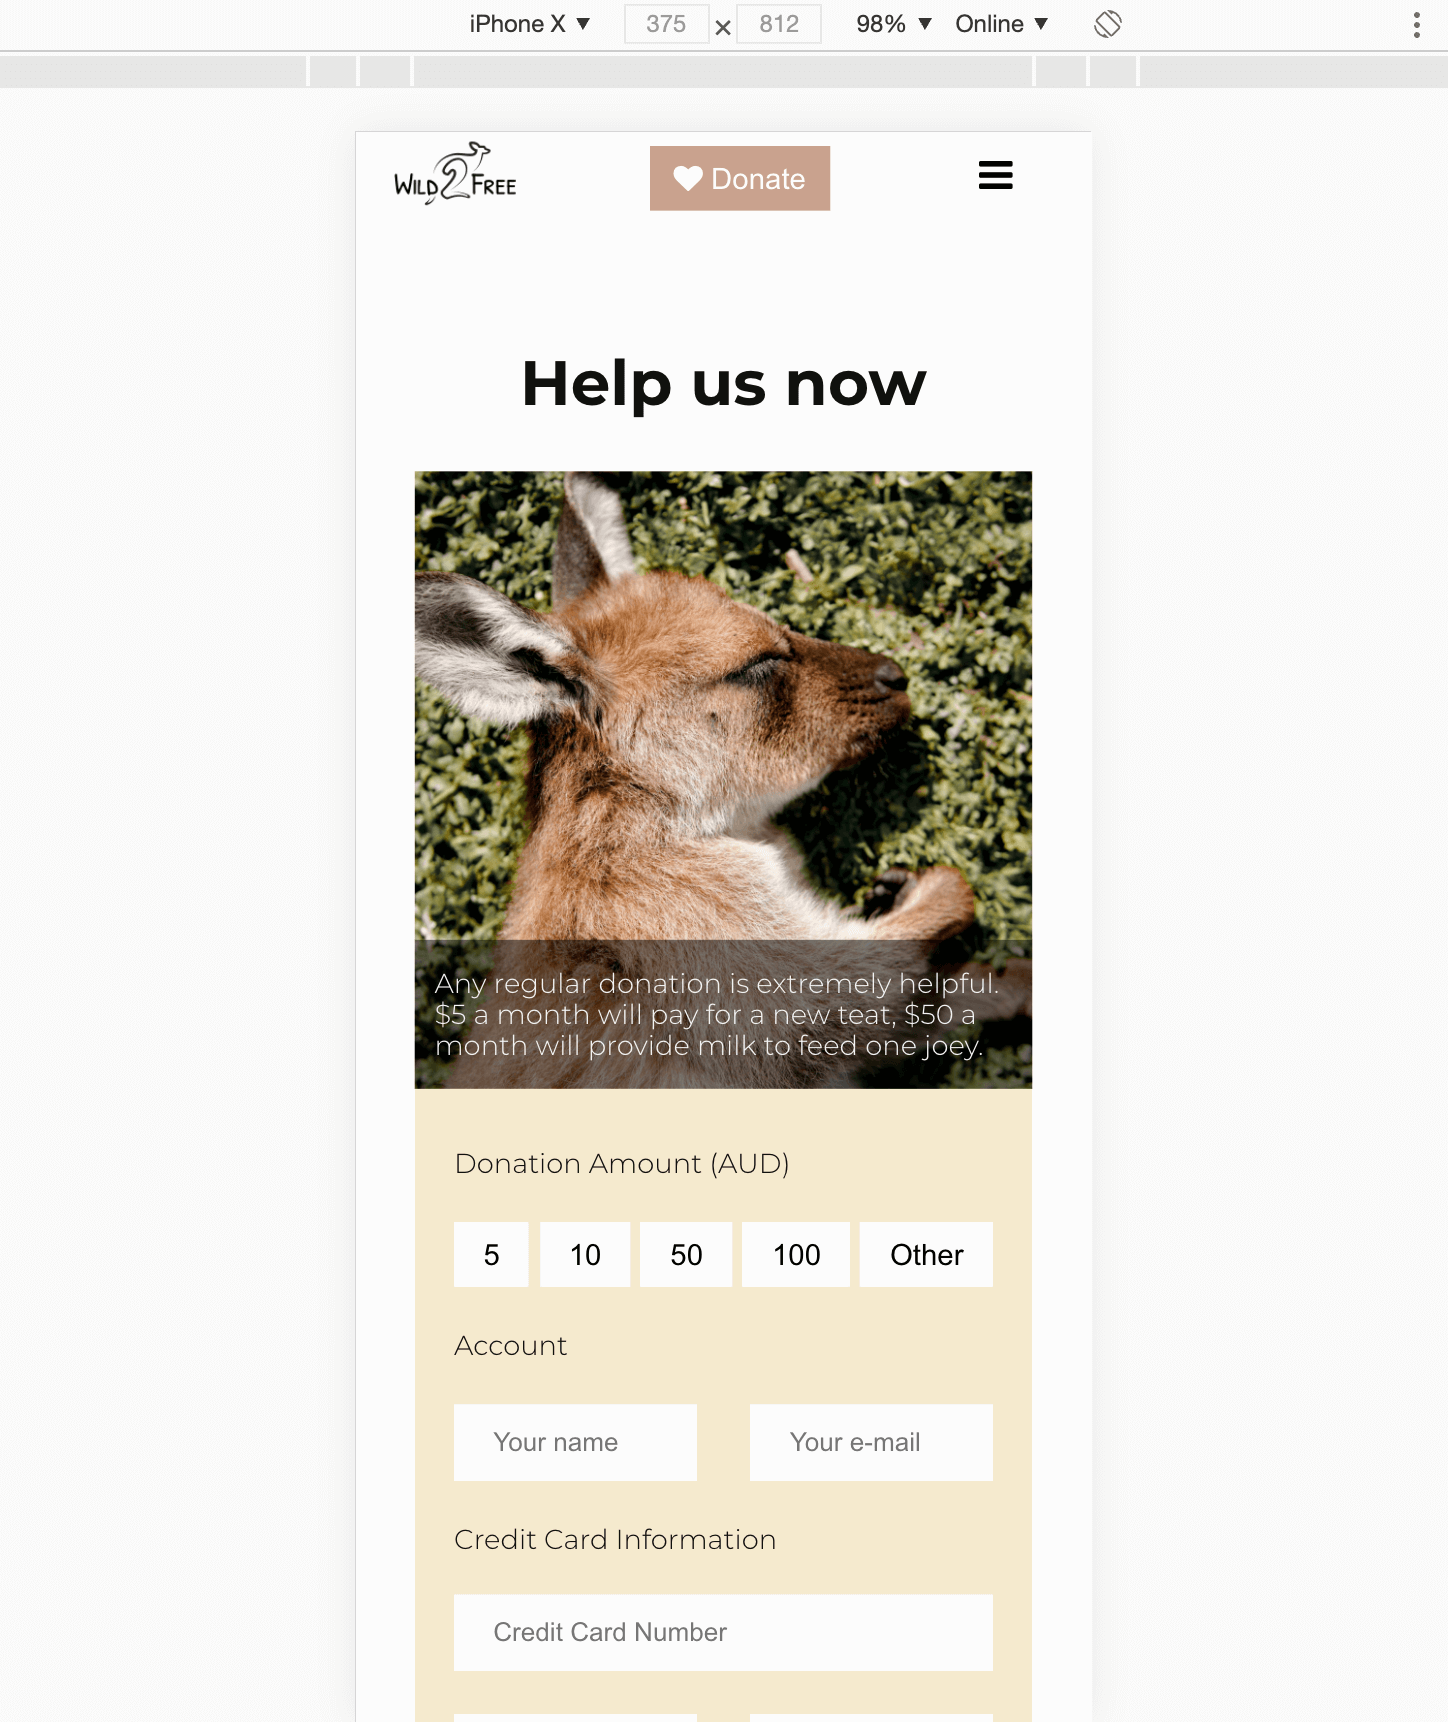 iPhone X 375 × 812 98% Online
WILD 2 FREE
Donate
Help us now
Any regular donation is extremely helpful.
$5 a month will pay for a new teat, $50 a
month will provide milk to feed one joey.
Donation Amount (AUD)
5 10 50 100 Other
Account
Your name Your e-mail
Credit Card Information
Credit Card Number